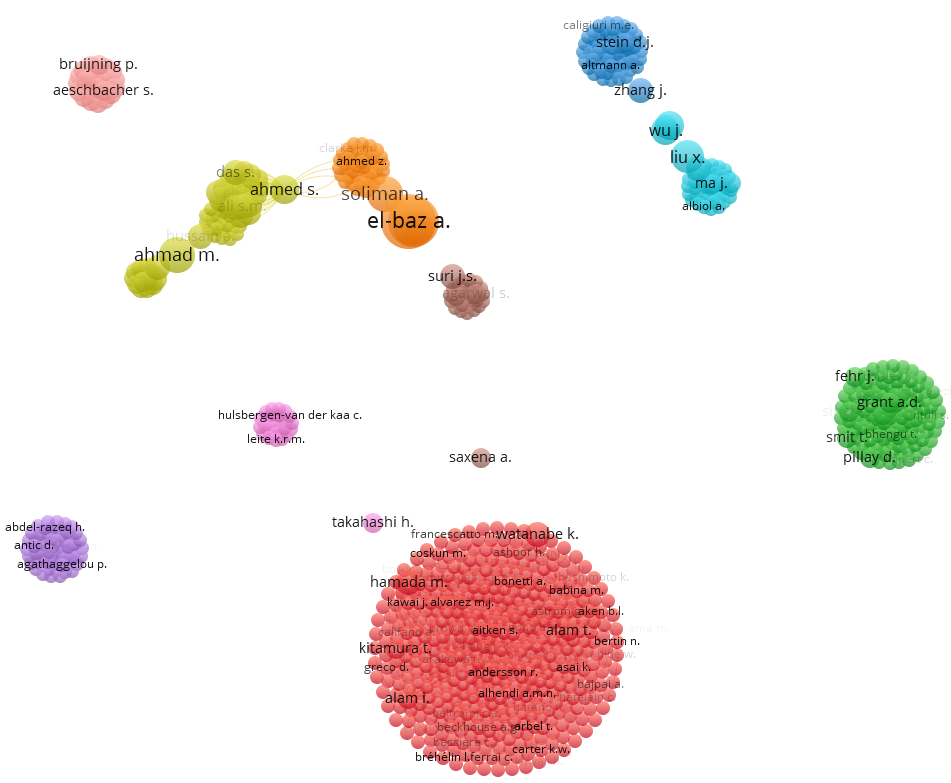 caligiuri m.e.
stein d.j.
altmann a.
zhang j.
bruijning p.
aeschbacher s.
wu j.
liu x.
ma j.
albiol a.
clarke l.m.
ahmed z.
das s.
ahmed s.
soliman a.
ali s.m.
el-baz a.
hussain a.
ahmad m.
suri j.s.
agarwal s.
fehr j.
grant a.d.
smit t.
bhengu t.
pillay d.
hulsbergen-van der kaa c.
leite k.r.m.
saxena a.
takahashi h.
abdel-razeq h.
antic d.
agathaggelou p.
francescatto m.
watanabe k.
coskun m.
ashoor h.
hamada m.
bonetti a.
hashimoto k.
babina m.
kawai j.
alvarez m.j.
aken b.l.
califano a.
aitken s.
alam t.
bertin n.
kitamura t.
greco d.
asai k.
andersson r.
bajpai a.
alam i.
alhendi a.m.n.
beckhouse a.g.
arbel t.
bessière c.
carter k.w.
bréhélin l.
ferrai c.